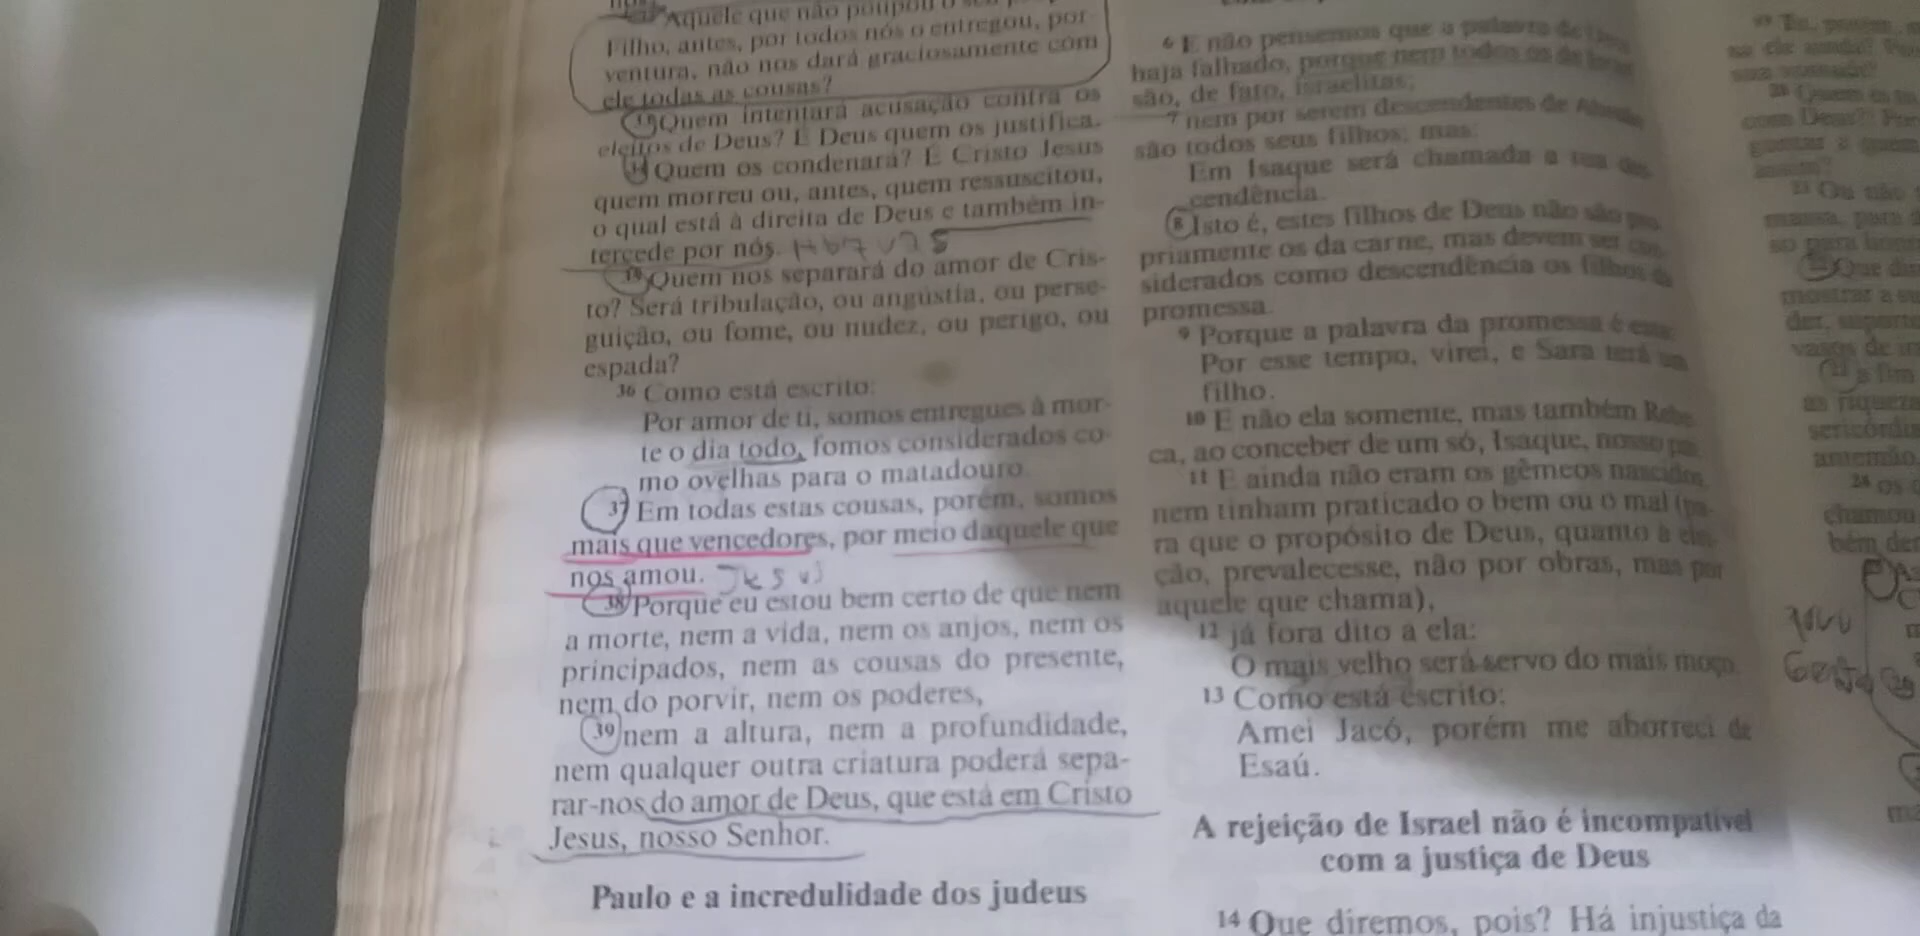 Aquele que não poupou o
Filho, antes, por todos nós o entregou, por
ventura, não nos dará graciosamente com
ele todas as cousas?
Quem intentará acusação contra os
eleitos de Deus? É Deus quem os justifica.
Quem os condenará? É Cristo Jesus
quem morreu ou, antes, quem ressuscitou,
o qual está à direita de Deus e também in-
tercede por nós.
Quem nos separará do amor de Cris-
to? Será tribulação, ou angústia, ou perse-
guição, ou fome, ou nudez, ou perigo, ou
espada?
36 Como está escrito:
Por amor de ti, somos entregues à mor-
te o dia todo, fomos considerados co-
mo ovelhas para o matadouro.
37 Em todas estas cousas, porém, somos
mais que vencedores, por meio daquele que
nos amou.
38 Porque eu estou bem certo de que nem
a morte, nem a vida, nem os anjos, nem os
principados, nem as cousas do presente,
nem do porvir, nem os poderes,
39 nem a altura, nem a profundidade,
nem qualquer outra criatura poderá sepa-
rar-nos do amor de Deus, que está em Cristo
Jesus, nosso Senhor.
Paulo e a incredulidade dos judeus
6 E não pensemos que a palavra de
haja falhado, porque nem todos os de
são, de fato, israelitas;
7 nem por serem descendentes de
são todos seus filhos; mas:
Em Isaque será chamada a tua des-
cendência.
8 Isto é, estes filhos de Deus não são
priamente os da carne, mas devem ser
siderados como descendência os filhos
promessa.
9 Porque a palavra da promessa é
Por esse tempo, virei, e Sara terá um
filho.
10 E não ela somente, mas também Rebe
ca, ao conceber de um só, Isaque, nosso
11 E ainda não eram os gêmeos nascidos,
nem tinham praticado o bem ou o mal (pa-
ra que o propósito de Deus, quanto à
ção, prevalecesse, não por obras, mas por
aquele que chama),
12 já fora dito a ela:
O mais velho será servo do mais moço.
13 Como está escrito:
Amei Jacó, porém me aborreci de
Esaú.
A rejeição de Israel não é incompatível
com a justiça de Deus
14 Que diremos, pois? Há injustiça da
mostrar a
a fim
as riqueza
antemão,
24 os
chamou
bém